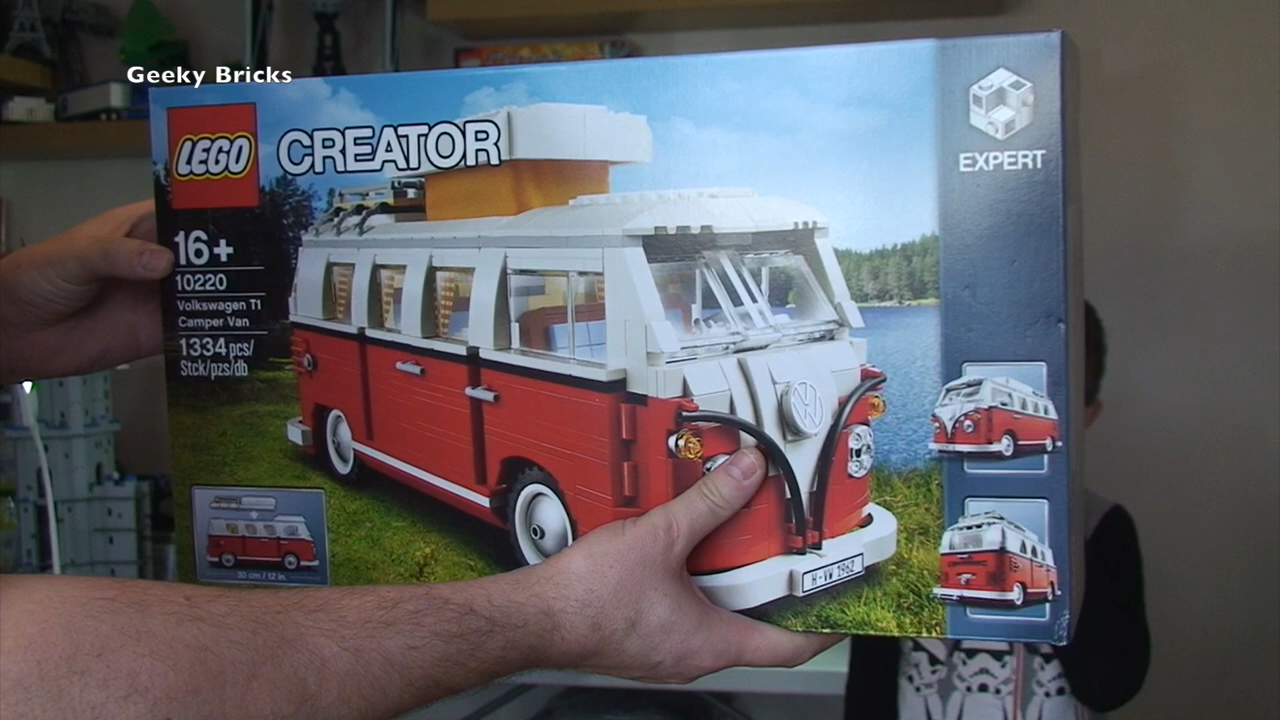 Geeky Bricks
LEGO
CREATOR
EXPERT
16+
10220
Volkswagen T1
Camper Van
1334 pcs/
Stck/pzs/db
VW
H-VW 1962
30 cm / 12 in.